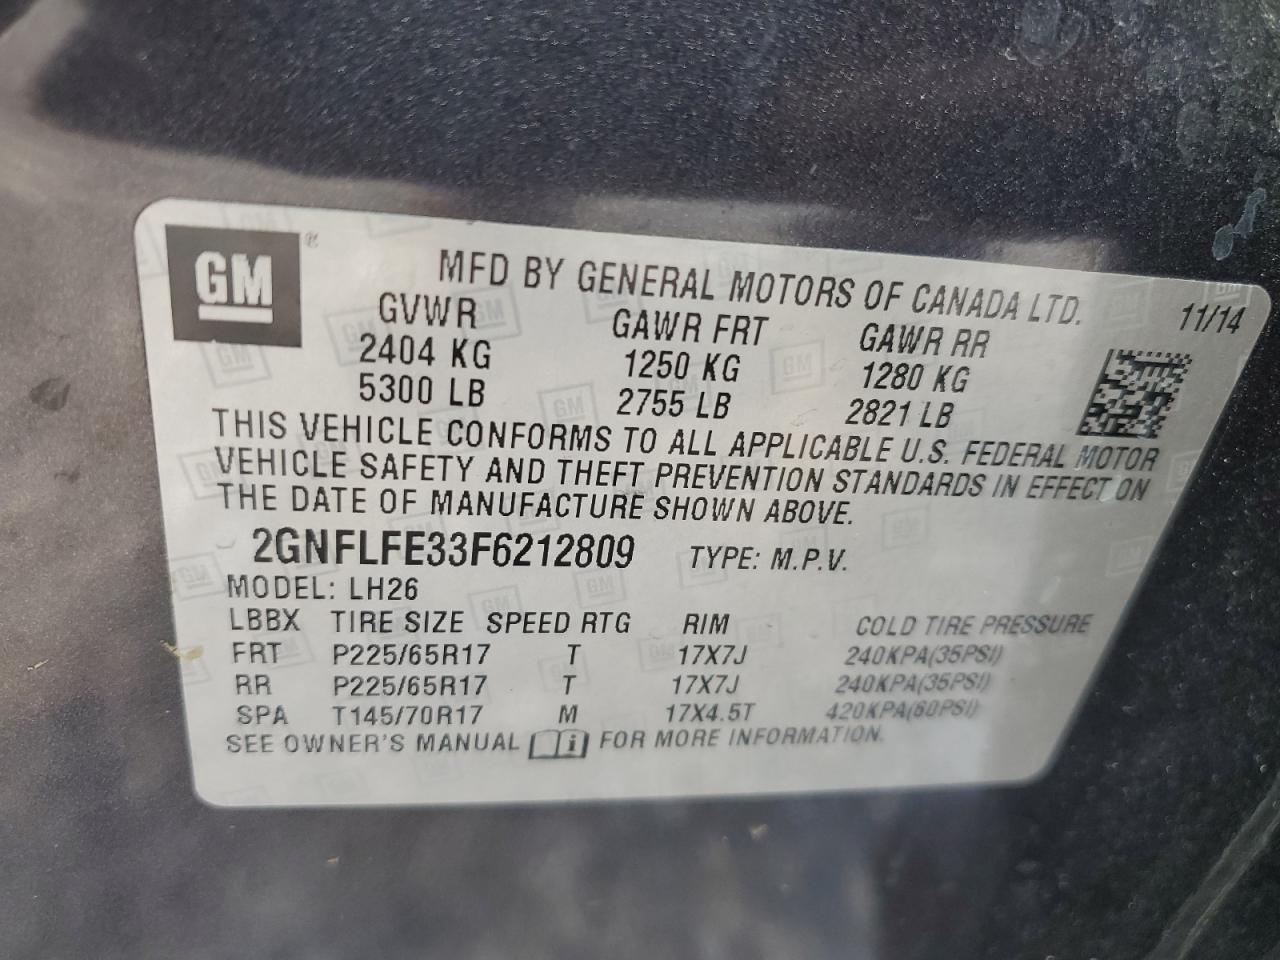 GM ®
MFD BY GENERAL MOTORS OF CANADA LTD.
11/14
GVWR GAWR FRT GAWR RR
2404 KG 1250 KG 1280 KG
5300 LB 2755 LB 2821 LB
THIS VEHICLE CONFORMS TO ALL APPLICABLE U.S. FEDERAL MOTOR
VEHICLE SAFETY AND THEFT PREVENTION STANDARDS IN EFFECT ON
THE DATE OF MANUFACTURE SHOWN ABOVE.
2GNFLFE33F6212809 TYPE: M.P.V.
MODEL: LH26
LBBX TIRE SIZE SPEED RTG RIM COLD TIRE PRESSURE
FRT P225/65R17 T 17X7J 240KPA(35PSI)
RR P225/65R17 T 17X7J 240KPA(35PSI)
SPA T145/70R17 M 17X4.5T 420KPA(60PSI)
SEE OWNER'S MANUAL i FOR MORE INFORMATION.